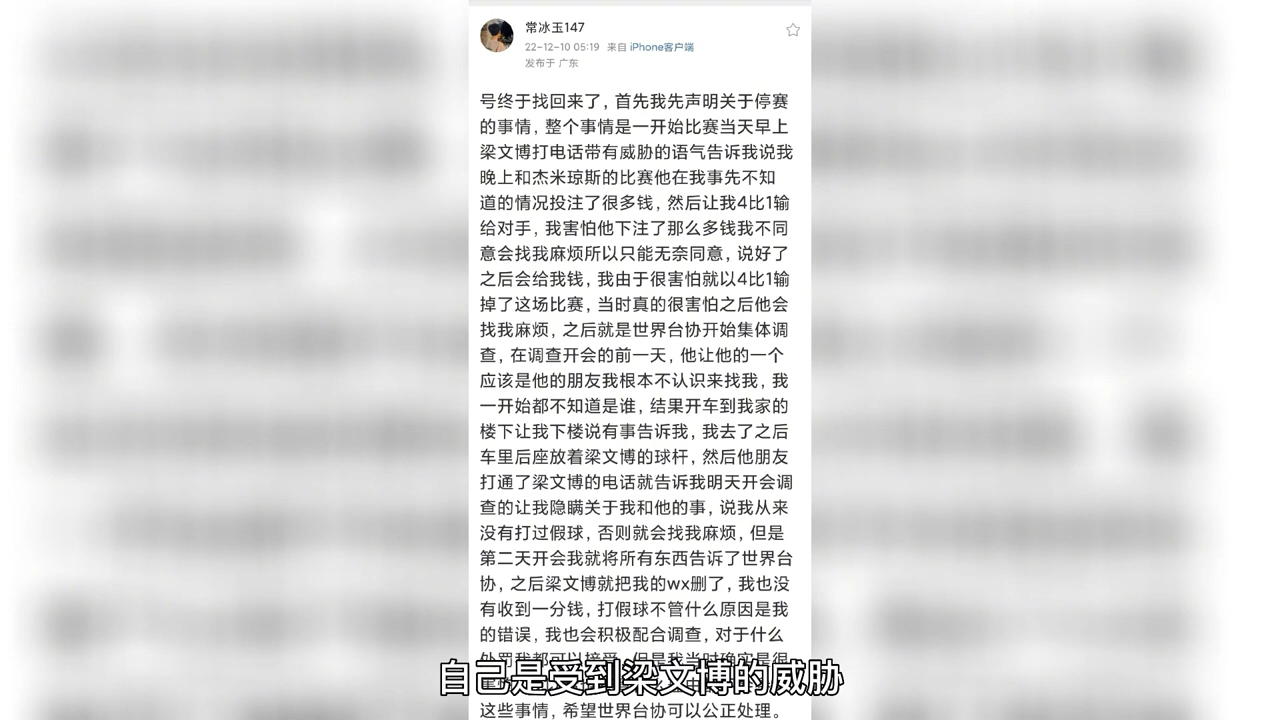 常冰玉147
22-12-10 05:19 来自 iPhone客户端
发布于 广东
号终于找回来了，首先我先声明关于停赛
的事情，整个事情是一开始比赛当天早上
梁文博打电话带有威胁的语气告诉我说我
晚上和杰米琼斯的比赛他在我事先不知
道的情况投注了很多钱，然后让我4比1输
给对手，我害怕他下注了那么多钱我不同
意会找我麻烦所以只能无奈同意，说好了
之后会给我钱，我由于很害怕就以4比1输
掉了这场比赛，当时真的很害怕之后他会
找我麻烦，之后就是世界台协开始集体调
查，在调查开会的前一天，他让他的一个
应该是他的朋友我根本不认识来找我，我
一开始都不知道是谁，结果开车到我家的
楼下让我下楼说有事告诉我，我去了之后
车里后座放着梁文博的球杆，然后他朋友
打通了梁文博的电话就告诉我明天开会调
查的让我隐瞒关于我和他的事，说我从来
没有打过假球，否则就会找我麻烦，但是
第二天开会我就将所有东西告诉了世界台
协，之后梁文博就把我的wx删了，我也没
有收到一分钱，打假球不管什么原因是我
的错误，我也会积极配合调查，对于什么
处罚我都可以接受，但是我当时确实是很
自己是受到梁文博的威胁
这些事情，希望世界台协可以公正处理。